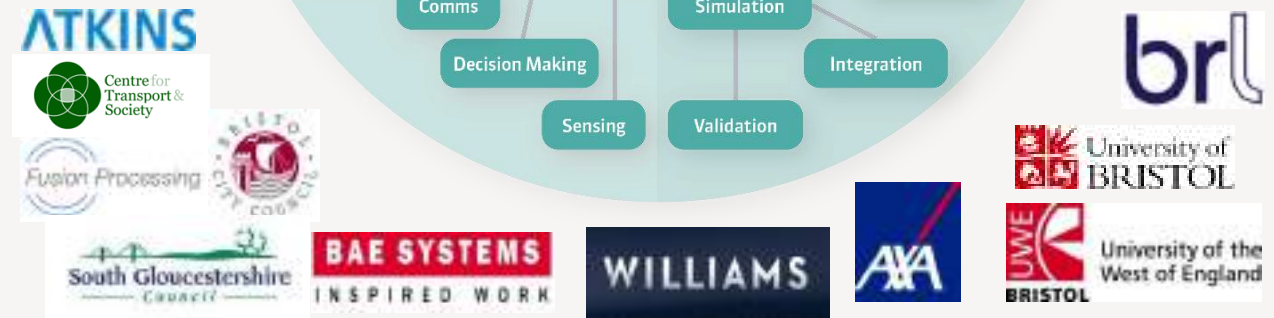 ATKINS
Comms
Simulation
brl
Centre for
Transport &
Society
Decision Making
Integration
Sensing
Validation
Fusion Processing
BRISTOL
CITY COUNCIL
University of
BRISTOL
South Gloucestershire
Council
BAE SYSTEMS
INSPIRED WORK
WILLIAMS
AXA
UWE
BRISTOL
University of the
West of England